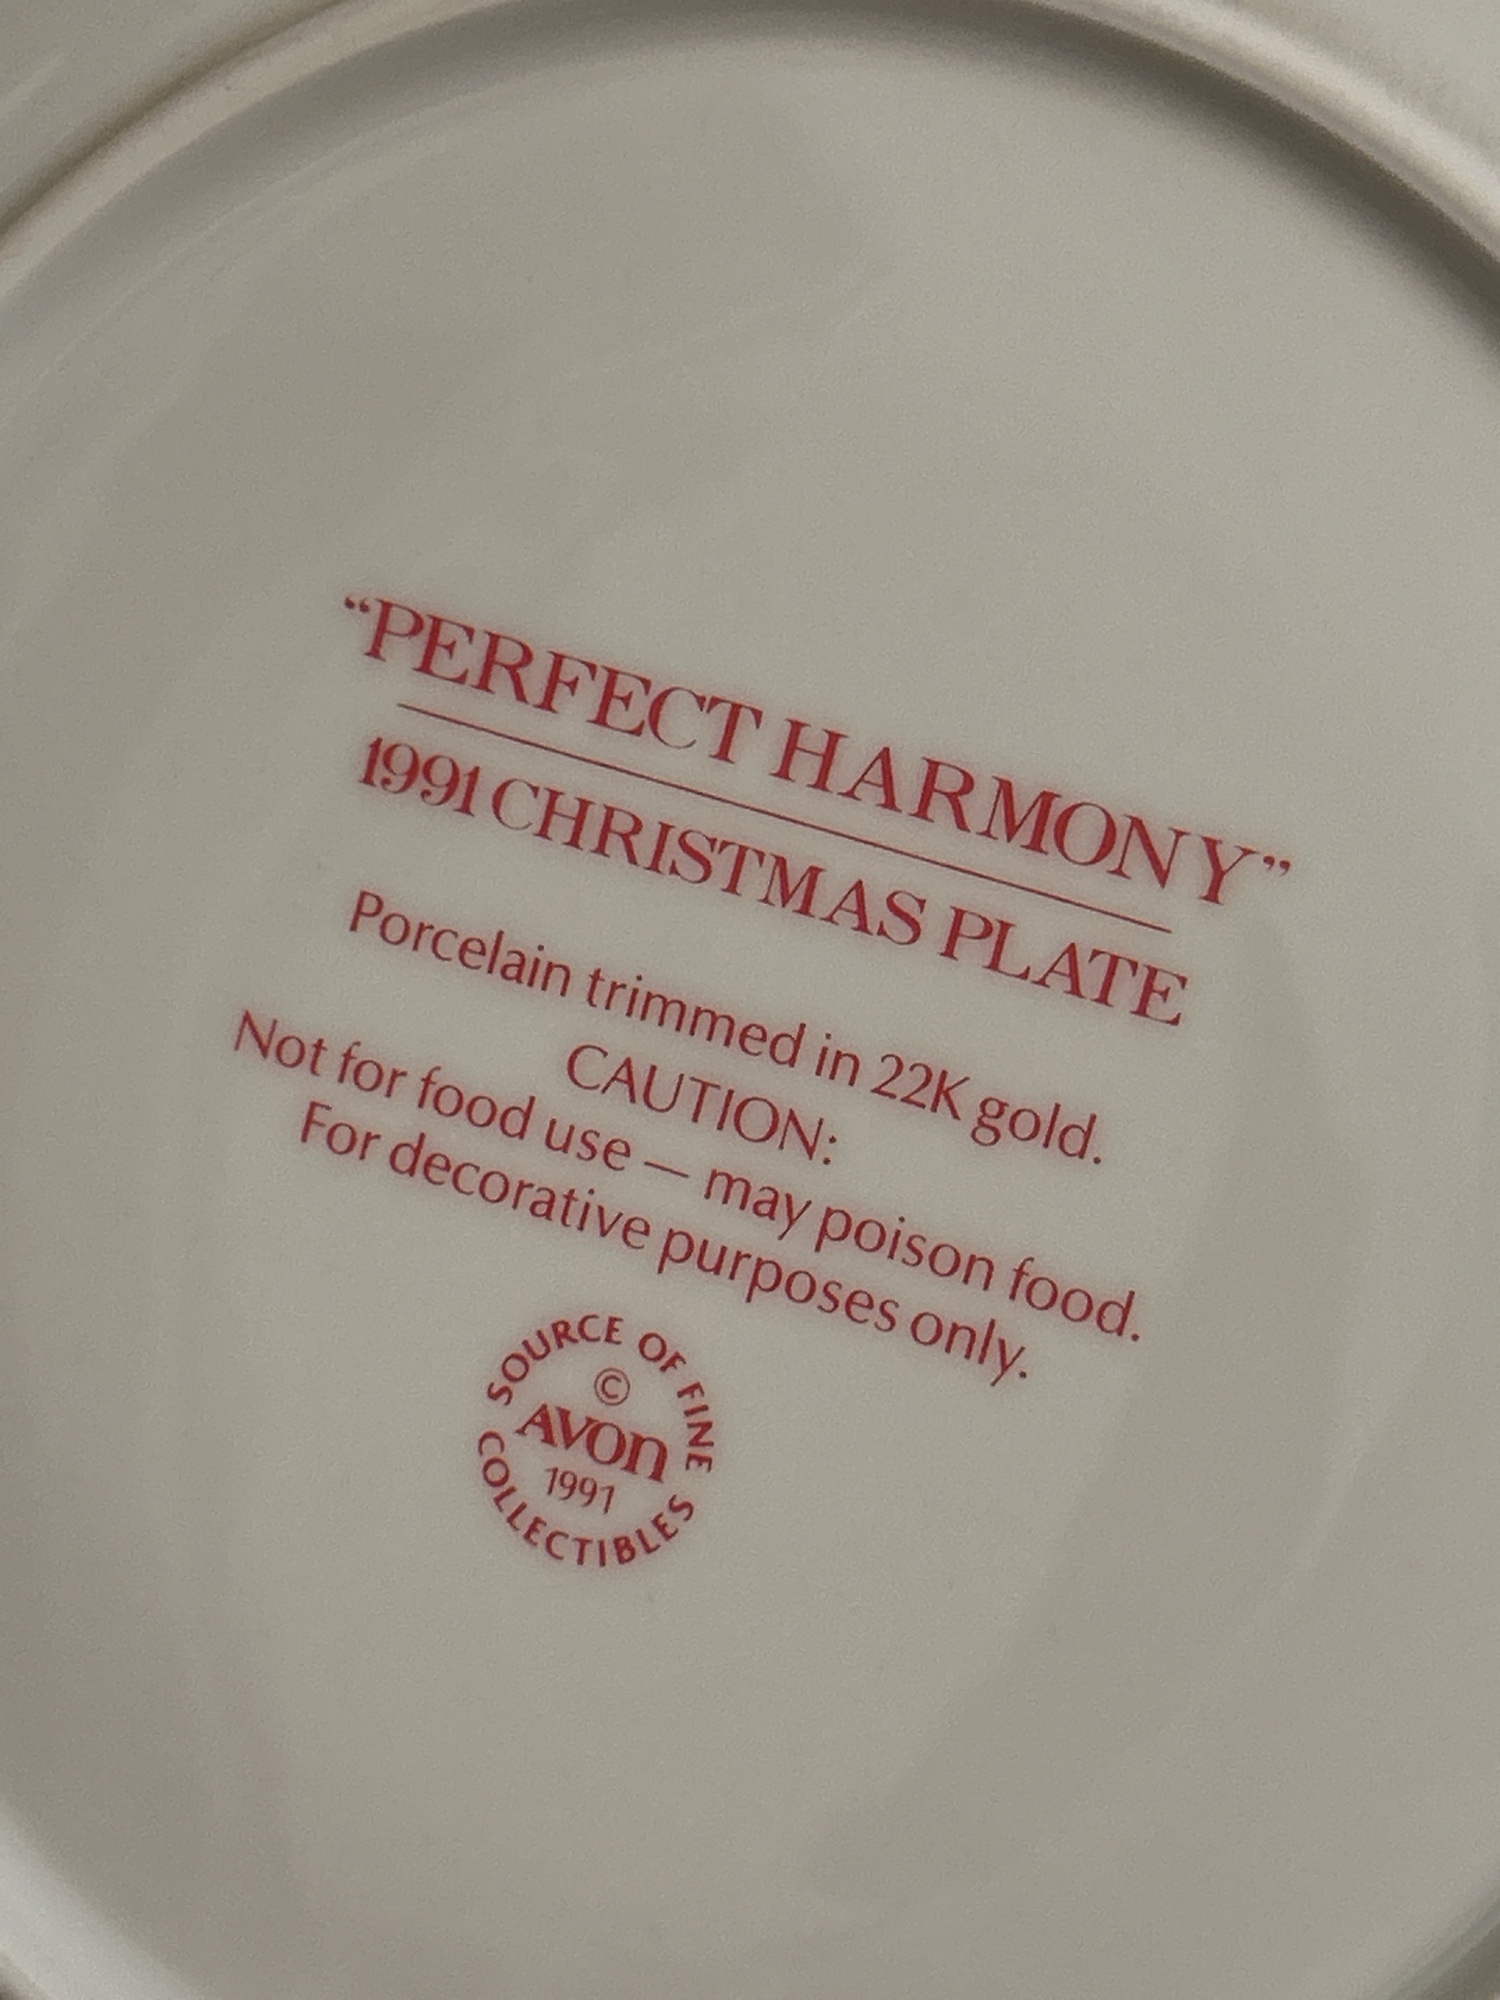 “PERFECT HARMONY”
1991 CHRISTMAS PLATE
Porcelain trimmed in 22K gold.
CAUTION:
Not for food use — may poison food.
For decorative purposes only.
SOURCE OF FINE
©
AVON
1991
COLLECTIBLES